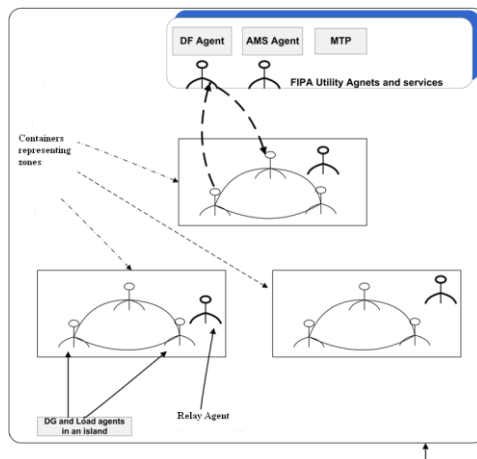 DF Agent
AMS Agent
MTP
FIPA Utility Agnets and services
Containers
representing
zones
DG and Load agents
in an island
Relay Agent